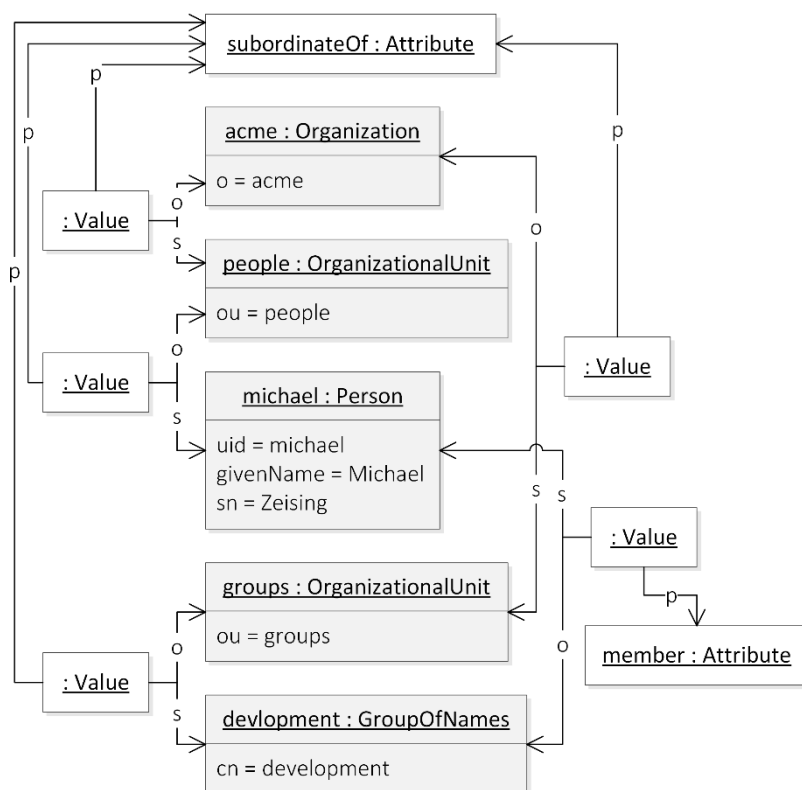 subordinateOf : Attribute
p
p
p
p
acme : Organization
o = acme
: Value
o
s
o
p
people : OrganizationalUnit
ou = people
: Value
o
s
: Value
michael : Person
uid = michael
givenName = Michael
sn = Zeising
s
s
: Value
p
groups : OrganizationalUnit
ou = groups
member : Attribute
: Value
o
s
o
devlopment : GroupOfNames
cn = development